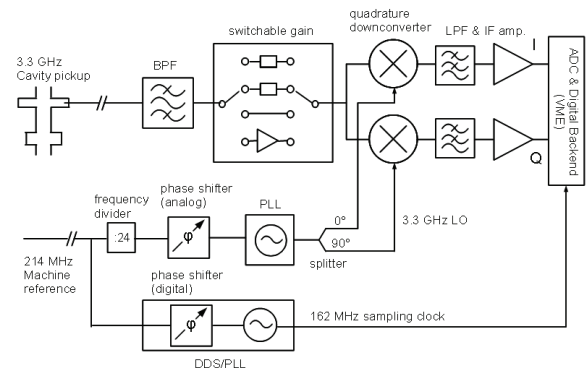 switchable gain
quadrature
downconverter
LPF & IF amp.
3.3 GHz
Cavity pickup
BPF
I
ADC & Digital Backend
(VME)
Q
frequency
divider
phase shifter
(analog)
PLL
:24
φ
0°
90°
splitter
3.3 GHz LO
214 MHz
Machine
reference
phase shifter
(digital)
φ
162 MHz sampling clock
DDS/PLL